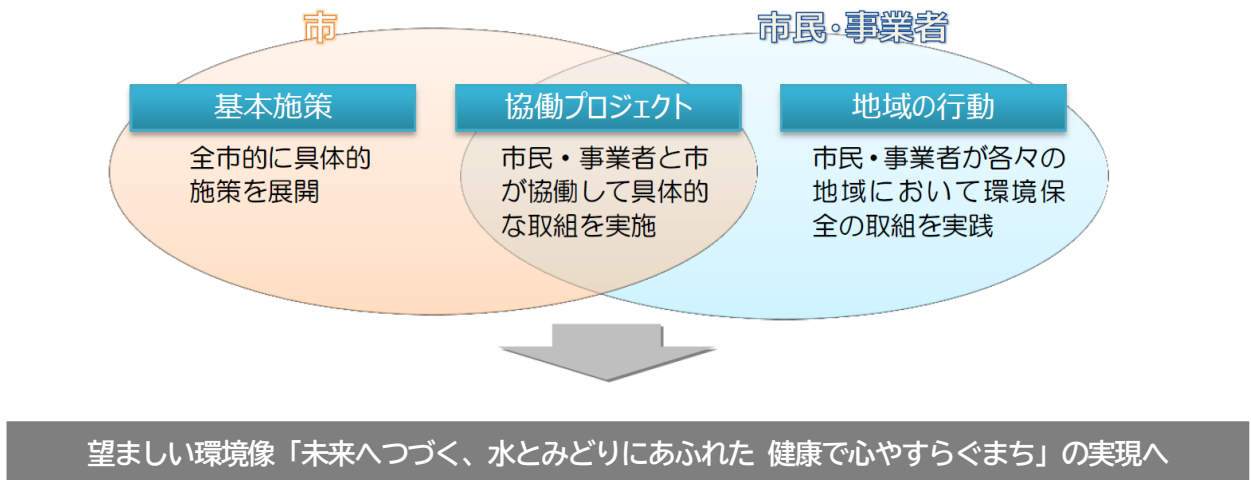 市
市民・事業者
基本施策
協働プロジェクト
地域の行動
全市的に具体的
施策を展開
市民・事業者と市
が協働して具体的
な取組を実施
市民・事業者が各々の
地域において環境保
全の取組を実践
望ましい環境像「未来へつづく、水とみどりにあふれた 健康で心やすらぐまち」の実現へ